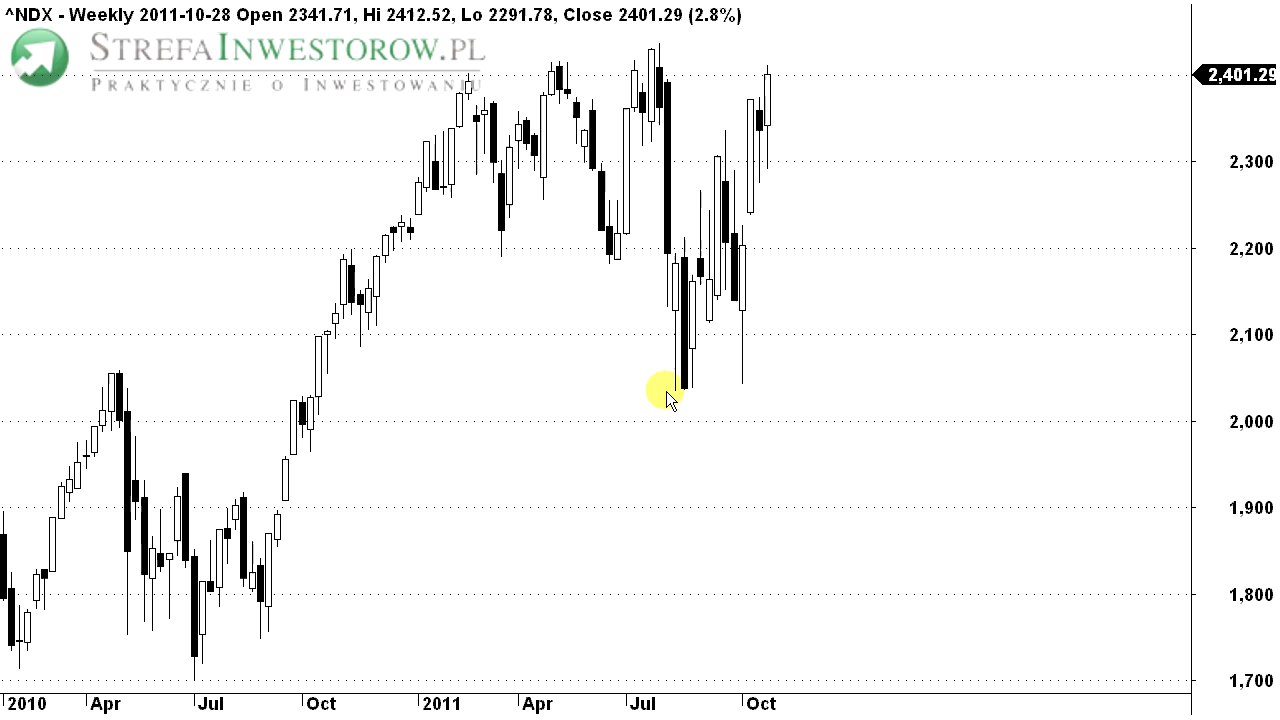 ^NDX - Weekly 2011-10-28 Open 2341.71, Hi 2412.52, Lo 2291.78, Close 2401.29 (2.8%)
STREFAINWESTOROW.PL
PRAKTYCZNIE O INWESTOWANIU
2,401.29
2,300
2,200
2,100
2,000
1,900
1,800
1,700
2010 Apr Jul Oct 2011 Apr Jul Oct